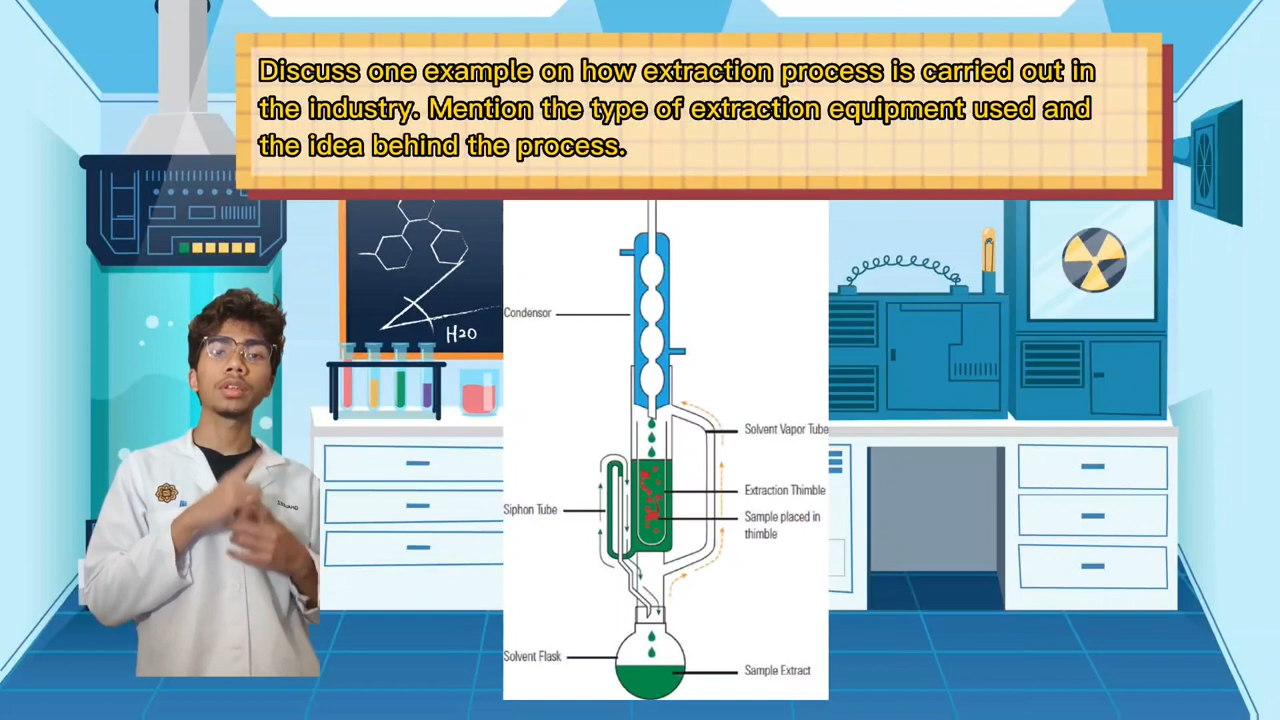 Discuss one example on how extraction process is carried out in
the industry. Mention the type of extraction equipment used and
the idea behind the process.
H2O
Condensor
Solvent Vapor Tube
Extraction Thimble
Siphon Tube
Sample placed in
thimble
Solvent Flask
Sample Extract